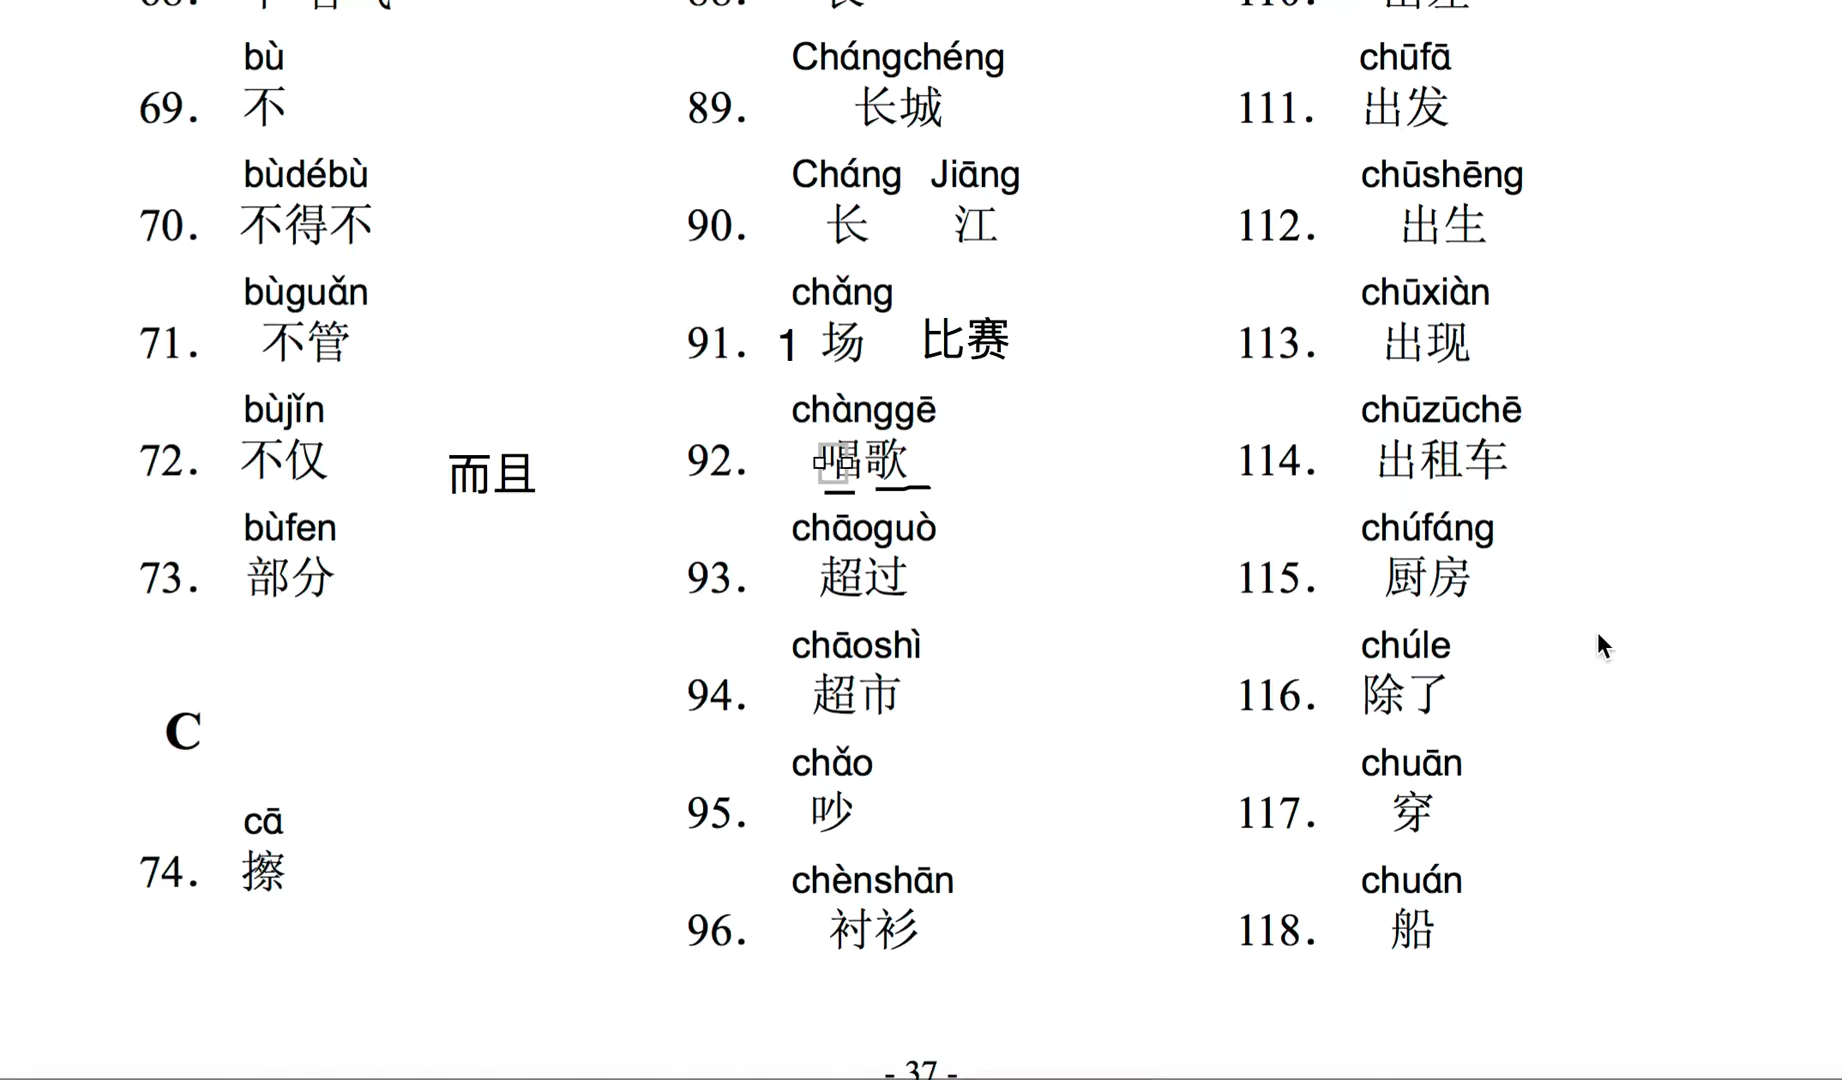 bù
69. 不
bùdébù
70. 不得不
bùguǎn
71. 不管
bùjǐn
72. 不仅 而且
bùfen
73. 部分
C
cā
74. 擦
Chángchéng
89. 长城
Cháng Jiāng
90. 长 江
chǎng
91. 1 场 比赛
chànggē
92. 唱歌
chāoguò
93. 超过
chāoshì
94. 超市
chǎo
95. 吵
chènshān
96. 衬衫
chūfā
111. 出发
chūshēng
112. 出生
chūxiàn
113. 出现
chūzūchē
114. 出租车
chúfáng
115. 厨房
chúle
116. 除了
chuān
117. 穿
chuán
118. 船
- 37 -